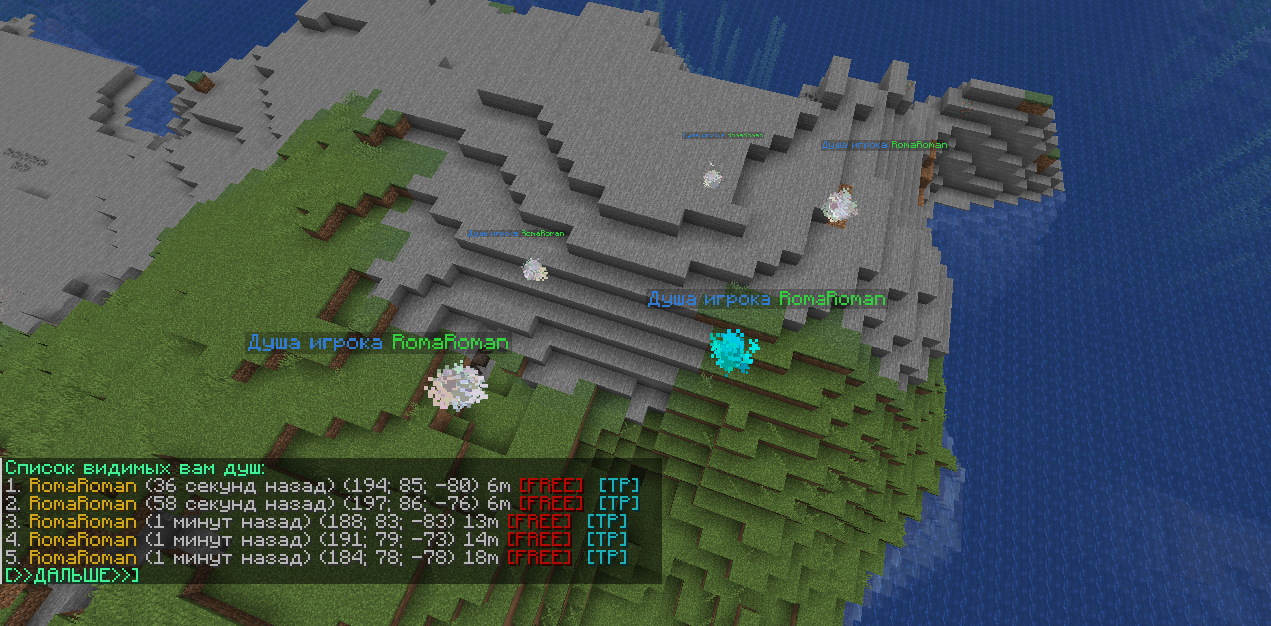 Душа игрока RomaRoman
Душа игрока RomaRoman
Душа игрока RomaRoman
Душа игрока RomaRoman
Душа игрока RomaRoman
Список видимых вам душ:
1. RomaRoman (36 секунд назад) (194; 85; -80) 6m [FREE] [TP]
2. RomaRoman (58 секунд назад) (197; 86; -76) 6m [FREE] [TP]
3. RomaRoman (1 минут назад) (188; 83; -83) 13m [FREE] [TP]
4. RomaRoman (1 минут назад) (191; 79; -73) 14m [FREE] [TP]
5. RomaRoman (1 минут назад) (184; 78; -78) 18m [FREE] [TP]
[>>ДАЛЬШЕ>>]